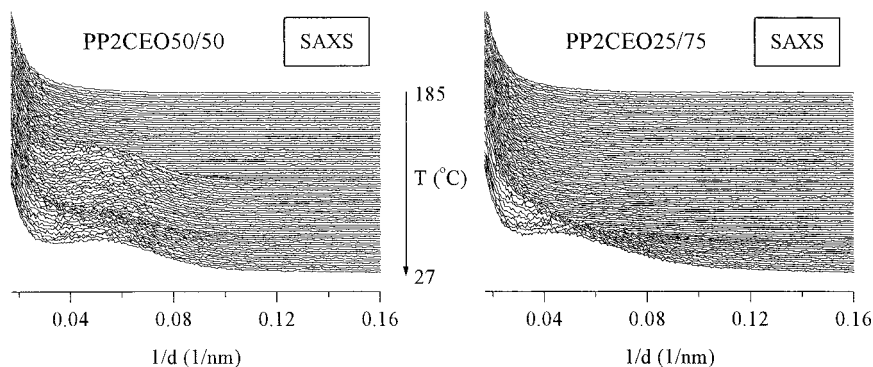 PP2CEO50/50
SAXS
PP2CEO25/75
SAXS
185
T (°C)
27
0.04 0.08 0.12 0.16
0.04 0.08 0.12 0.16
1/d (1/nm)
1/d (1/nm)